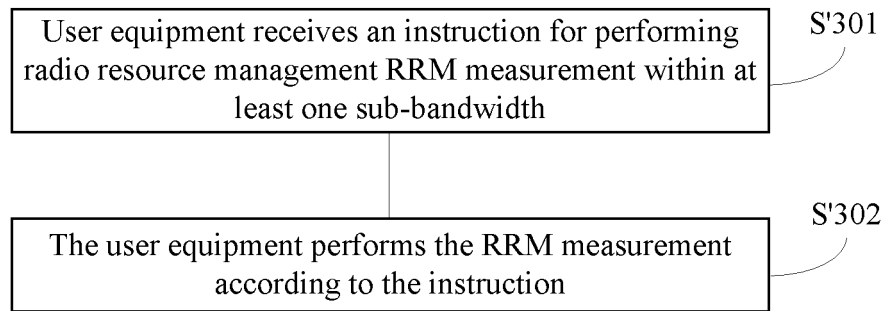 User equipment receives an instruction for performing
radio resource management RRM measurement within at
least one sub-bandwidth
S'301
The user equipment performs the RRM measurement
according to the instruction
S'302